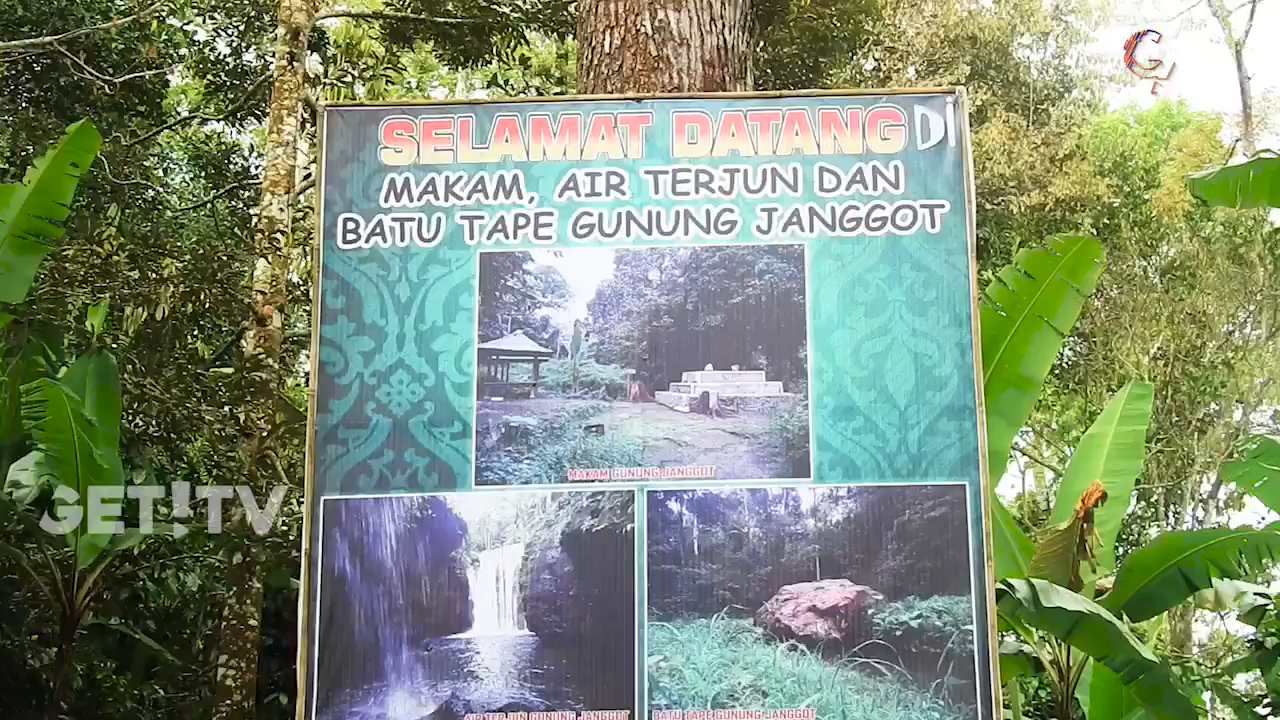 SELAMAT DATANG DI
MAKAM, AIR TERJUN DAN
BATU TAPE GUNUNG JANGGOT
MAKAM GUNUNG JANGGOT
GET!TV
AIR TERJUN GUNUNG JANGGOT
BATU TAPE GUNUNG JANGGOT